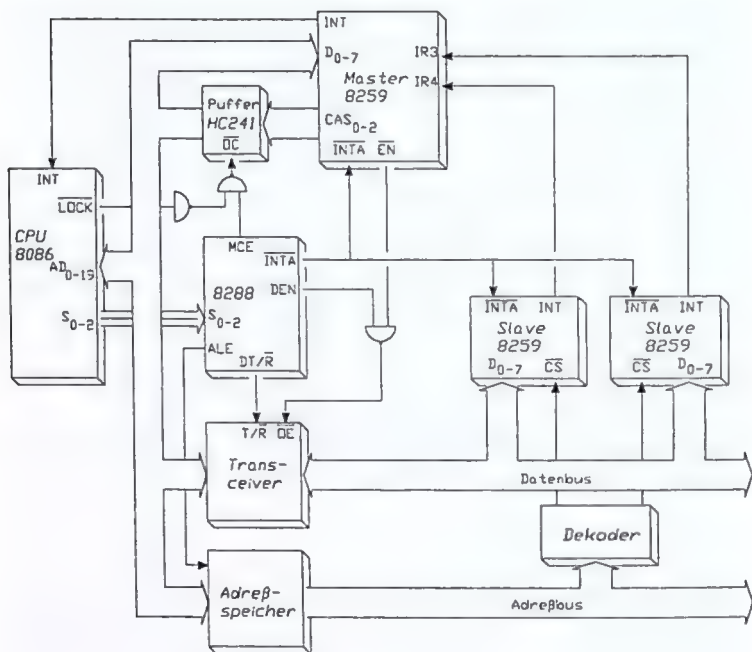 INT
D0-7
IR3
Master
8259
IR4
CAS0-2
INTA EN
Puffer
HC241
OC
INT
LOCK
CPU
8086
AD0-19
S0-2
MCE
INTA
8288
DEN
S0-2
ALE
DT/R
INTA INT
Slave
8259
D0-7 CS
INTA INT
Slave
8259
CS D0-7
T/R OE
Trans-
ceiver
Datenbus
Dekoder
Adreß-
speicher
Adreßbus